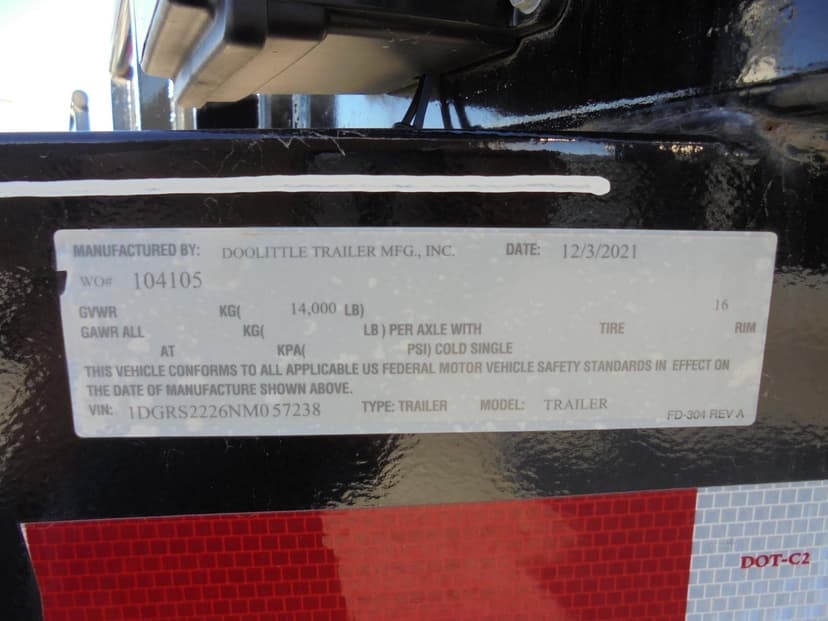 MANUFACTURED BY: DOOLITTLE TRAILER MFG., INC. DATE: 12/3/2021
WO# 104105
GVWR KG( 14,000 LB) 16
GAWR ALL KG( LB) PER AXLE WITH TIRE RIM
AT KPA( PSI) COLD SINGLE
THIS VEHICLE CONFORMS TO ALL APPLICABLE US FEDERAL MOTOR VEHICLE SAFETY STANDARDS IN EFFECT ON
THE DATE OF MANUFACTURE SHOWN ABOVE.
VIN: 1DGRS2226NM057238 TYPE: TRAILER MODEL: TRAILER
FD-304 REV A
DOT-C2